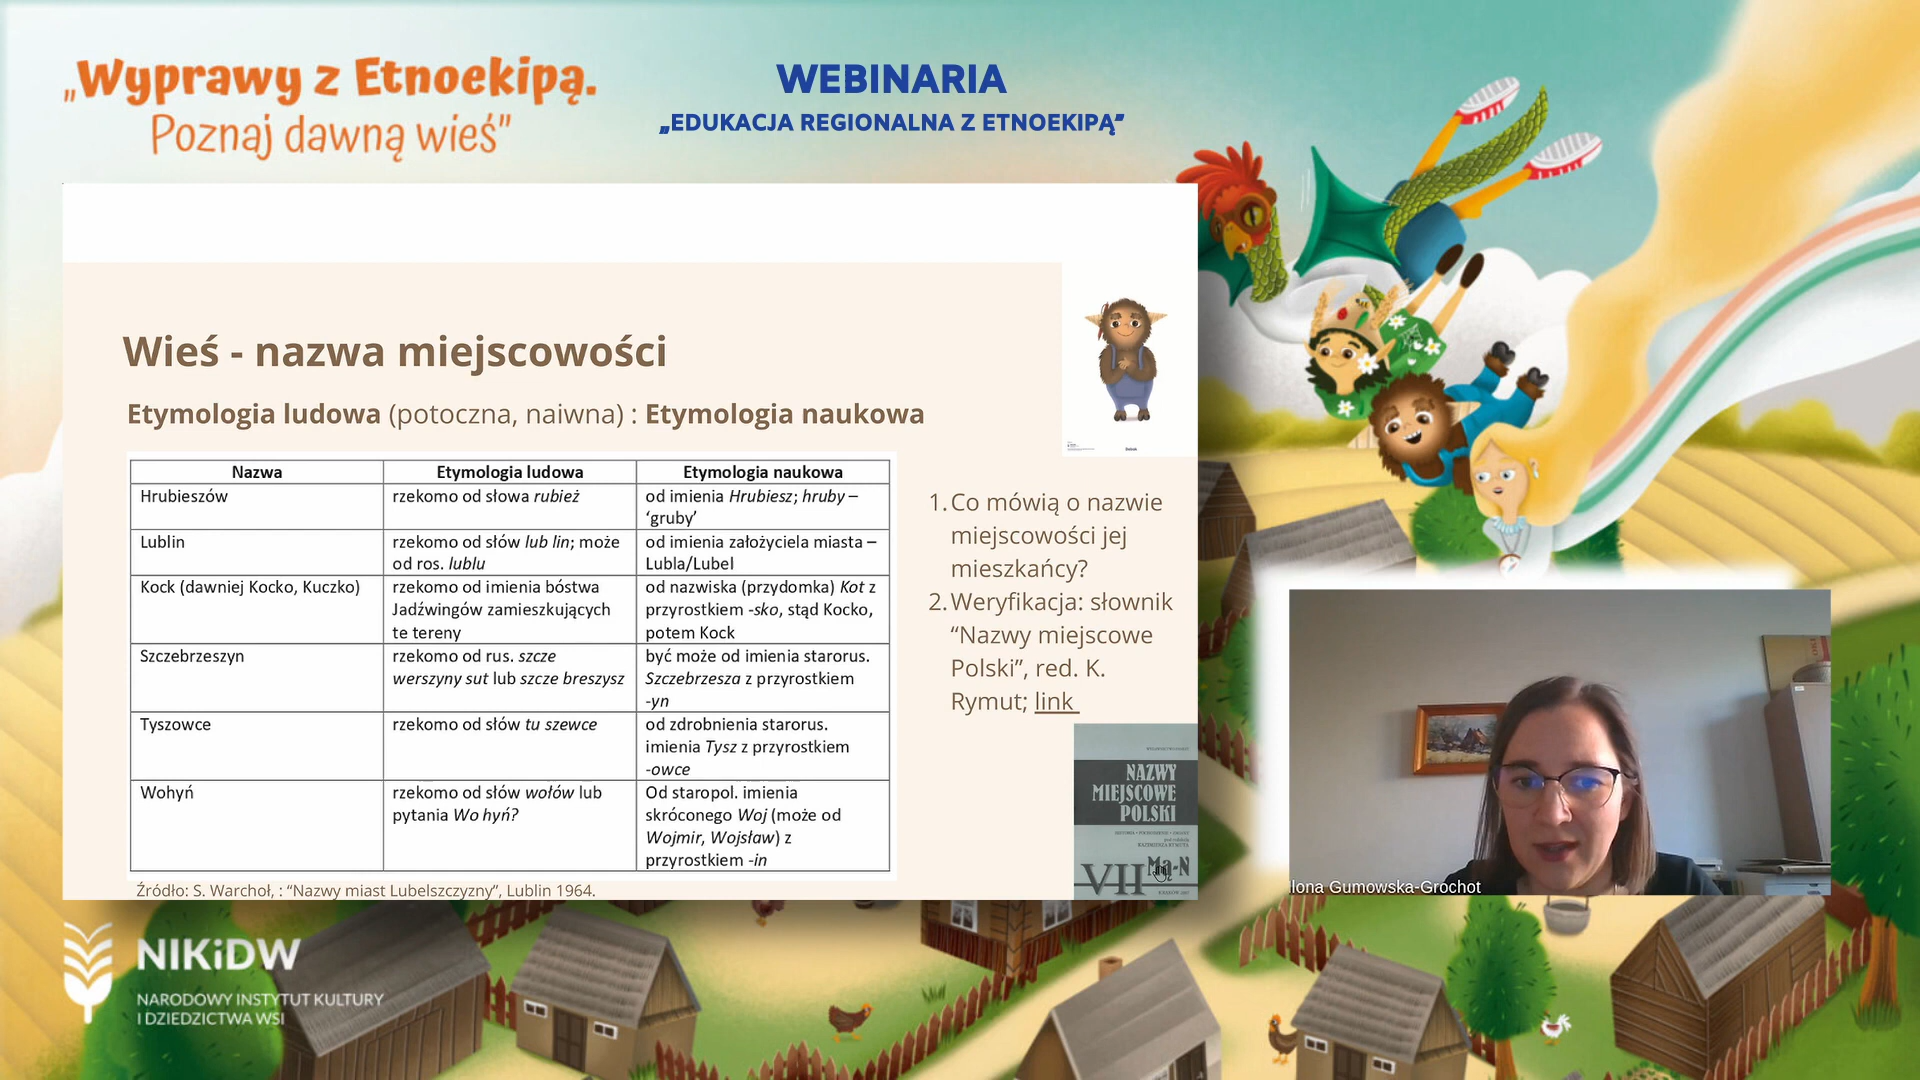 „Wyprawy z Etnoekipą.
Poznaj dawną wieś”
WEBINARIA
„EDUKACJA REGIONALNA Z ETNOEKIPĄ”
Wieś - nazwa miejscowości
Etymologia ludowa (potoczna, naiwna) : Etymologia naukowa
Nazwa Etymologia ludowa Etymologia naukowa
Hrubieszów rzekomo od słowa rubież od imienia Hrubiesz; hruby –
‘gruby’
Lublin rzekomo od słów lub lin; może od imienia założyciela miasta –
od ros. lublu Lubla/Lubel
Kock (dawniej Kocko, Kuczko) rzekomo od imienia bóstwa od nazwiska (przydomka) Kot z
Jadźwingów zamieszkujących przyrostkiem -sko, stąd Kocko,
te tereny potem Kock
Szczebrzeszyn rzekomo od rus. szcze być może od imienia starorus.
werszyny sut lub szcze breszysz Szczebrzesza z przyrostkiem
-yn
Tyszowce rzekomo od słów tu szewce od zdrobnienia starorus.
imienia Tysz z przyrostkiem
-owce
Wohyń rzekomo od słów wołów lub Od staropol. imienia
pytania Wo hyń? skróconego Woj (może od
Wojmir, Wojsław) z
przyrostkiem -in
Źródło: S. Warchoł, : “Nazwy miast Lubelszczyzny”, Lublin 1964.
1. Co mówią o nazwie
miejscowości jej
mieszkańcy?
2. Weryfikacja: słownik
“Nazwy miejscowe
Polski”, red. K.
Rymut; link
NAZWY
MIEJSCOWE
POLSKI
VII Mą-N
Ilona Gumowska-Grochot
NIKiDW
NARODOWY INSTYTUT KULTURY
I DZIEDZICTWA WSI